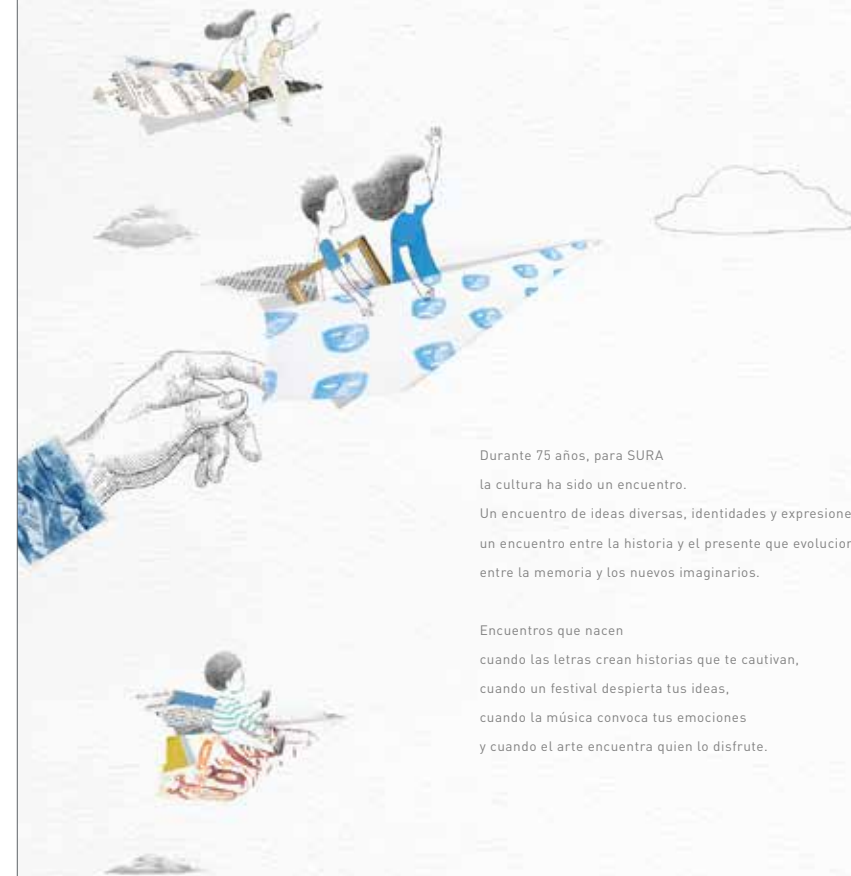 Durante 75 años, para SURA
la cultura ha sido un encuentro.
Un encuentro de ideas diversas, identidades y expresione
un encuentro entre la historia y el presente que evolucion
entre la memoria y los nuevos imaginarios.
Encuentros que nacen
cuando las letras crean historias que te cautivan,
cuando un festival despierta tus ideas,
cuando la música convoca tus emociones
y cuando el arte encuentra quien lo disfrute.